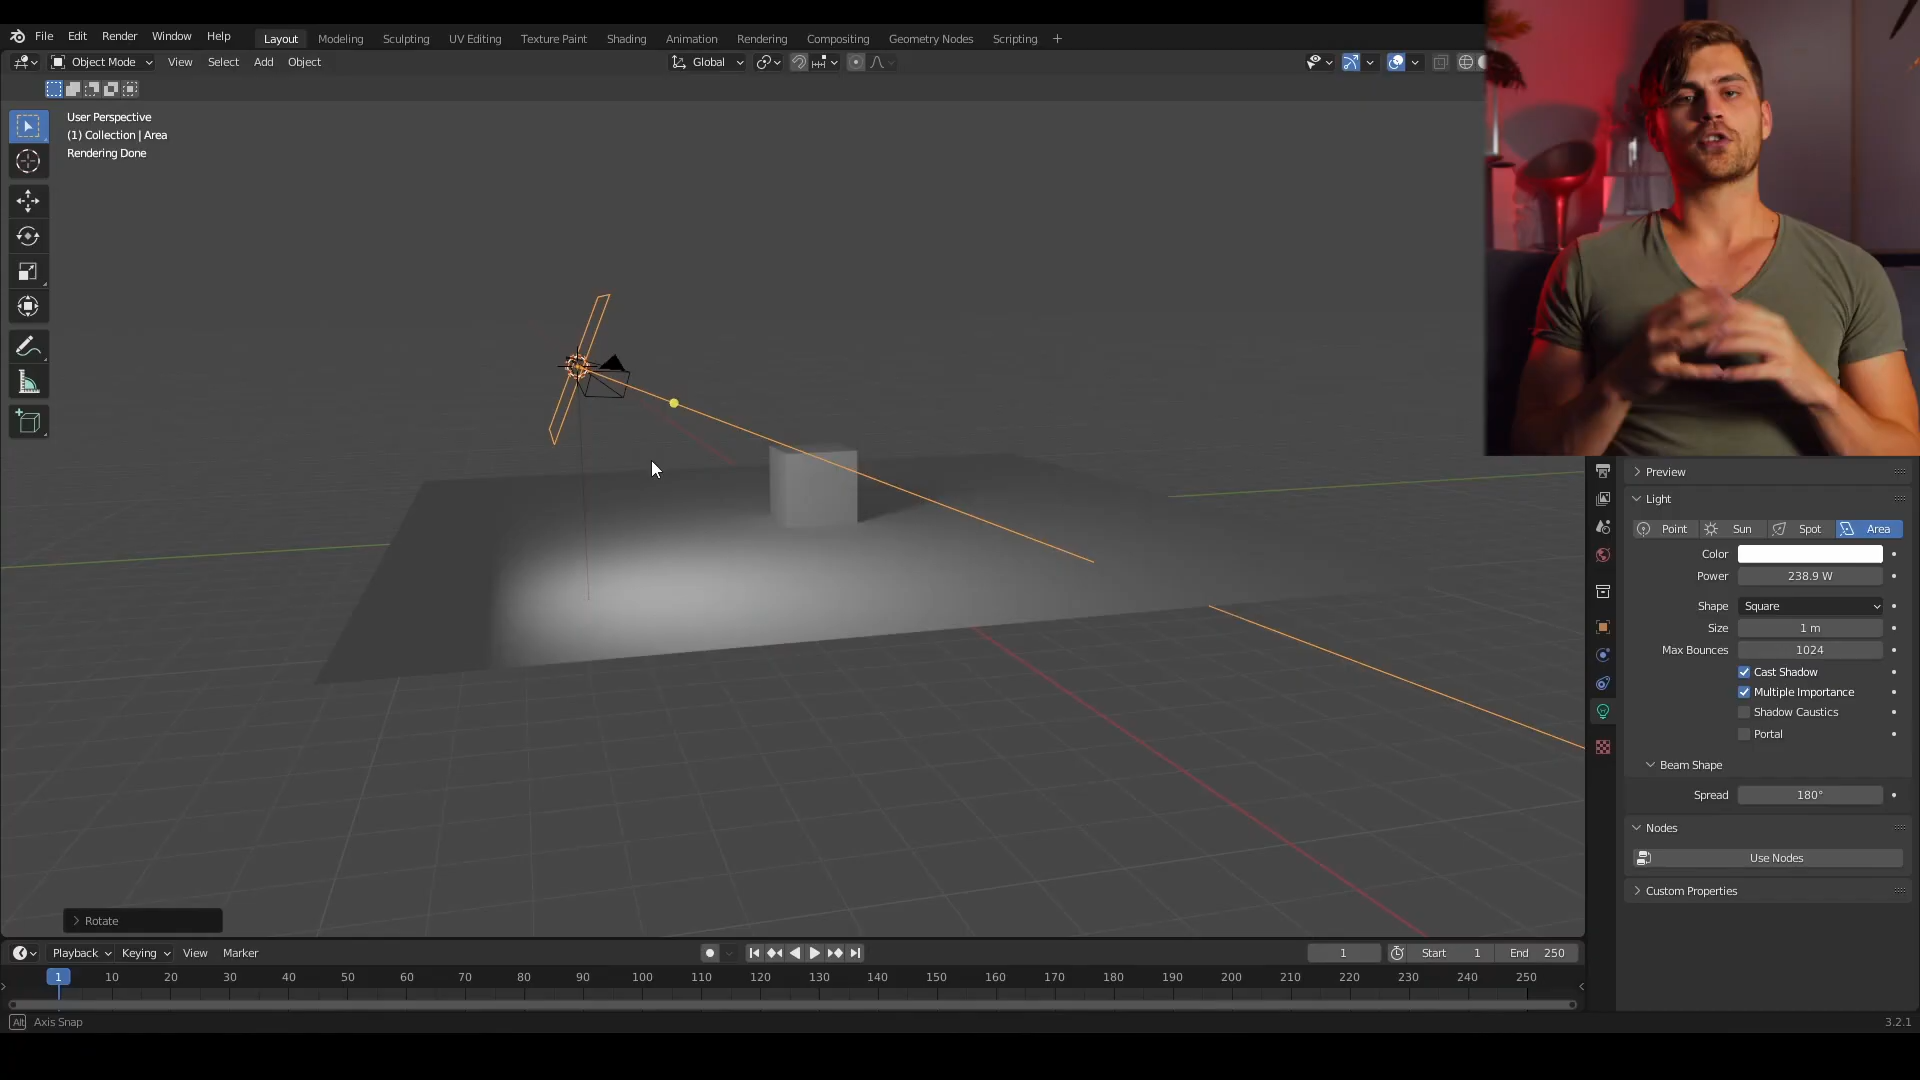 File Edit Render Window Help Layout Modeling Sculpting UV Editing Texture Paint Shading Animation Rendering Compositing Geometry Nodes Scripting +
Object Mode View Select Add Object Global
User Perspective
(1) Collection | Area
Rendering Done
Preview
Light
Point Sun Spot Area
Color
Power 238.9 W
Shape Square
Size 1 m
Max Bounces 1024
Cast Shadow
Multiple Importance
Shadow Caustics
Portal
Beam Shape
Spread 180°
Nodes
Use Nodes
Custom Properties
Rotate
Playback Keying View Marker 1 Start 1 End 250
1 10 20 30 40 50 60 70 80 90 100 110 120 130 140 150 160 170 180 190 200 210 220 230 240 250
Alt Axis Snap 3.2.1